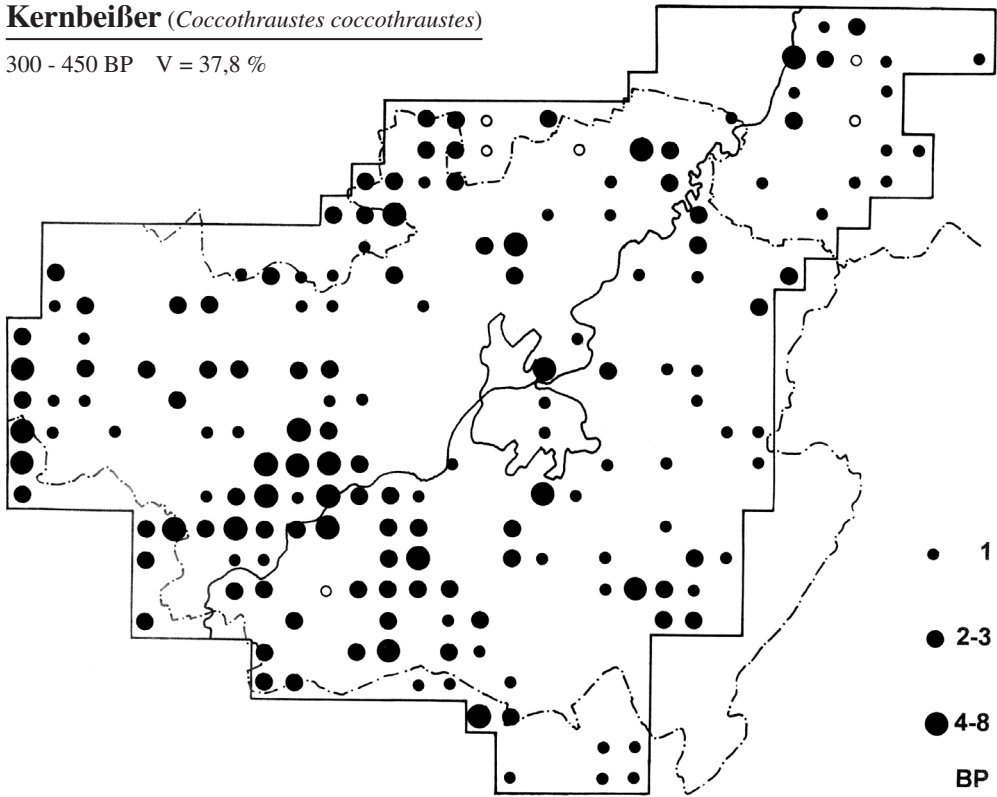 Kernbeißer (Coccothraustes coccothraustes)
300 - 450 BP V = 37,8 %
1
2-3
4-8
BP